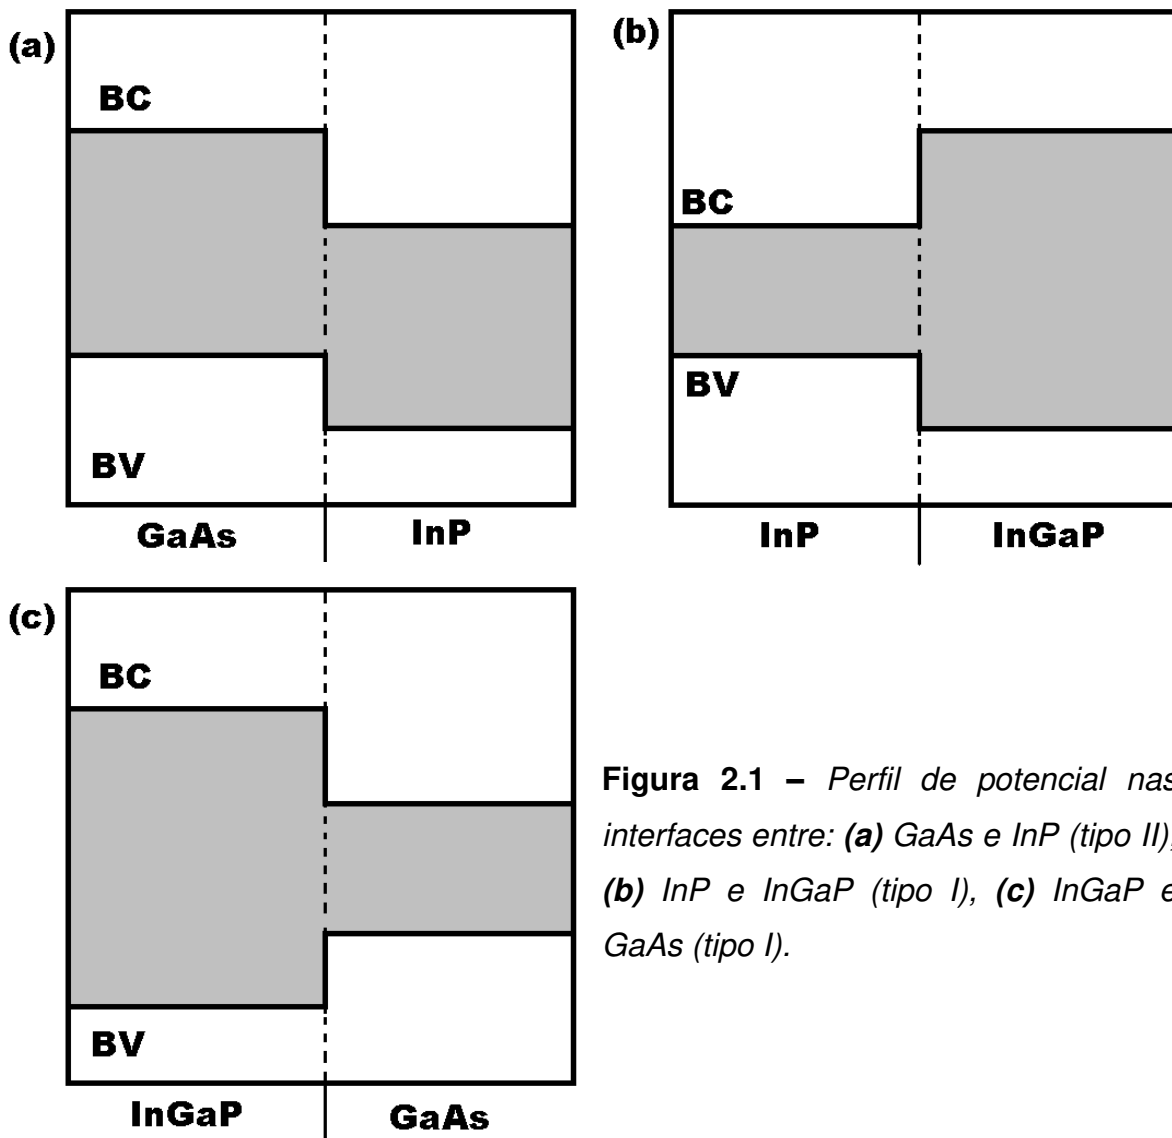 (a)
BC
BV
GaAs
InP
(b)
BC
BV
InP
InGaP
(c)
BC
BV
InGaP
GaAs
Figura 2.1 – Perfil de potencial nas
interfaces entre: (a) GaAs e InP (tipo II),
(b) InP e InGaP (tipo I), (c) InGaP e
GaAs (tipo I).